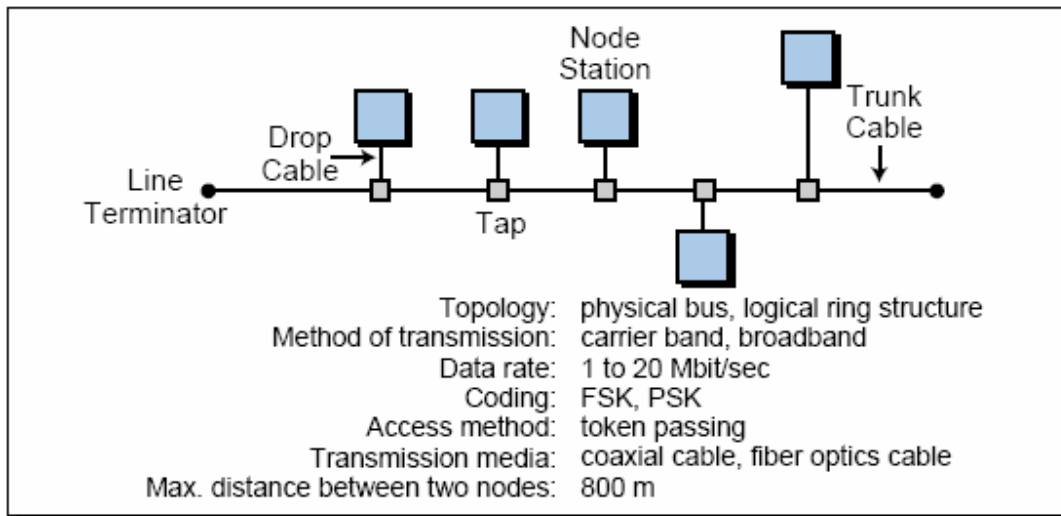 Node
Station
Trunk
Cable
Drop
Cable
Line
Terminator
Tap
Topology: physical bus, logical ring structure
Method of transmission: carrier band, broadband
Data rate: 1 to 20 Mbit/sec
Coding: FSK, PSK
Access method: token passing
Transmission media: coaxial cable, fiber optics cable
Max. distance between two nodes: 800 m